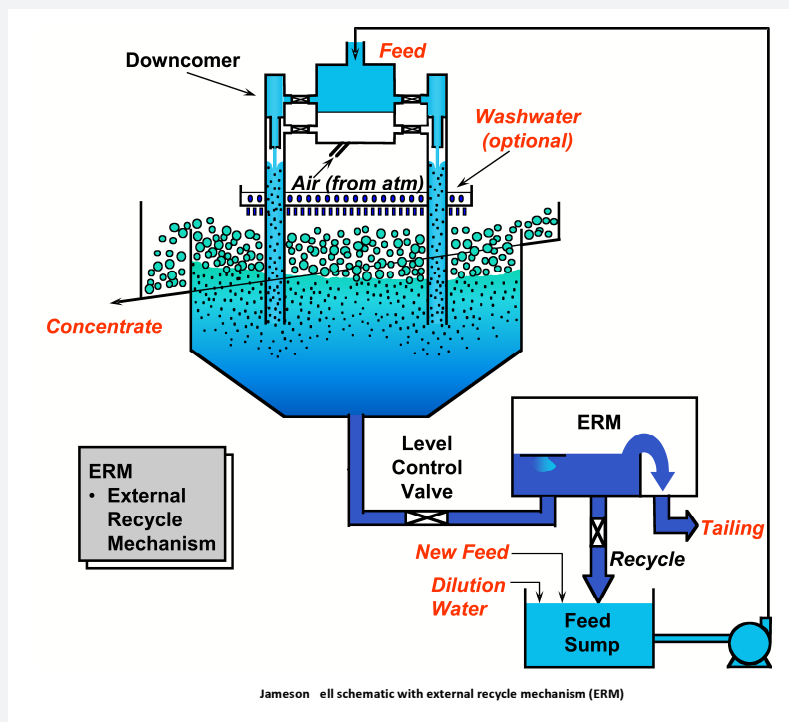 Feed
Downcomer
Washwater
(optional)
Air (from atm)
Concentrate
ERM
Level
Control
Valve
ERM
• External
Recycle
Mechanism
Tailing
New Feed
Recycle
Dilution
Water
Feed
Sump
Jameson ell schematic with external recycle mechanism (ERM)